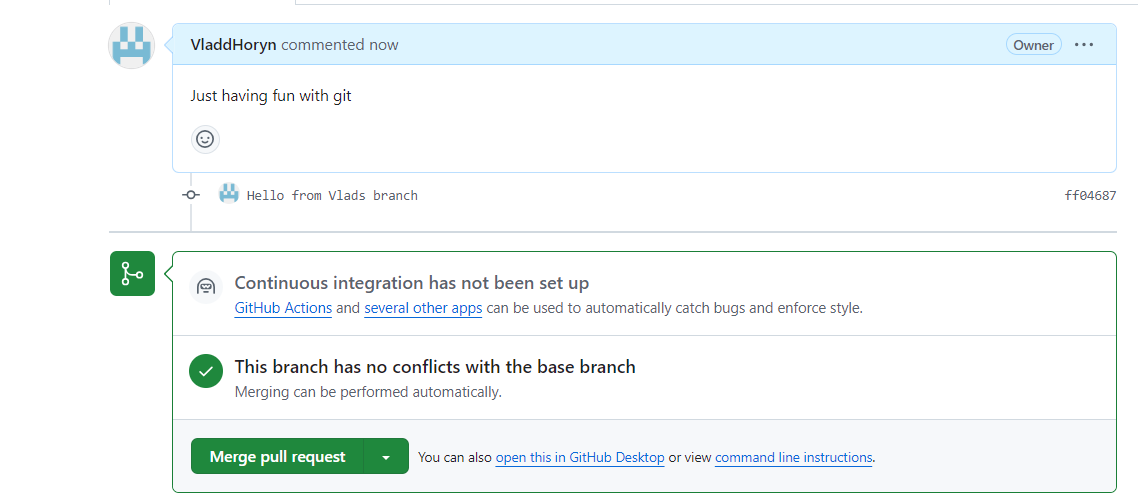 VladdHoryn commented now
Owner
Just having fun with git
Hello from Vlads branch
ff04687
Continuous integration has not been set up
GitHub Actions and several other apps can be used to automatically catch bugs and enforce style.
This branch has no conflicts with the base branch
Merging can be performed automatically.
Merge pull request
You can also open this in GitHub Desktop or view command line instructions.